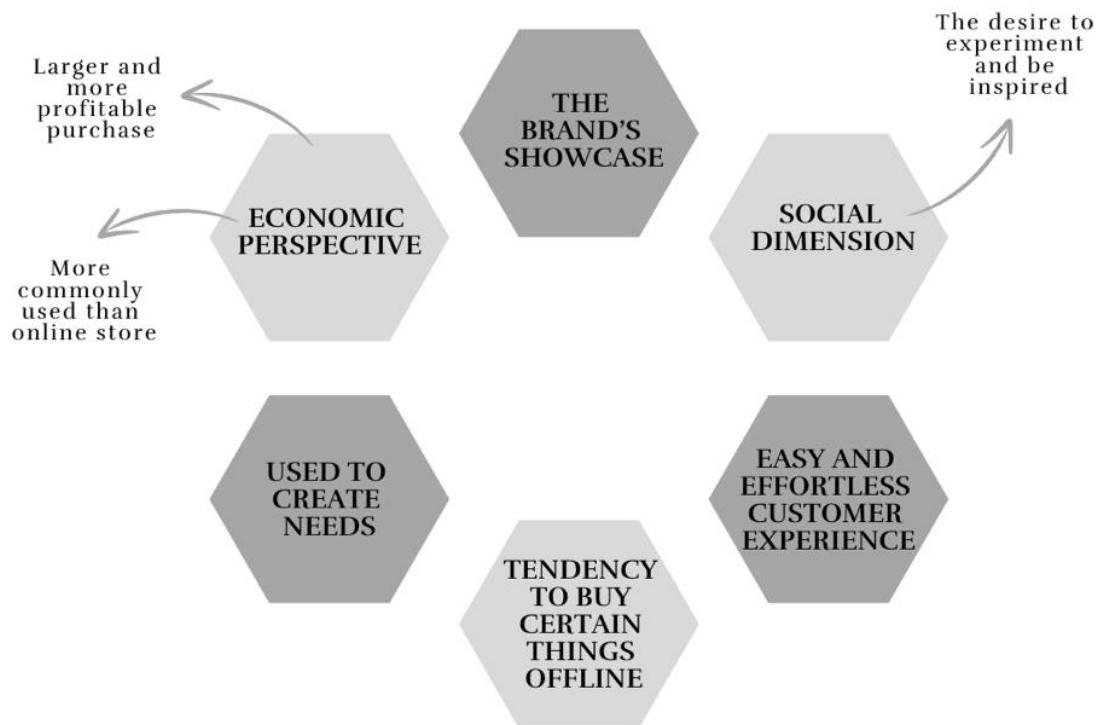 The desire to
experiment
and be
inspired
Larger and
more
profitable
purchase
THE
BRAND'S
SHOWCASE
ECONOMIC
PERSPECTIVE
SOCIAL
DIMENSION
More
commonly
used than
online store
USED TO
CREATE
NEEDS
EASY AND
EFFORTLESS
CUSTOMER
EXPERIENCE
TENDENCY
TO BUY
CERTAIN
THINGS
OFFLINE